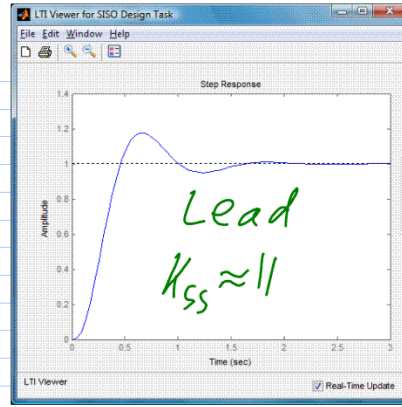 LTI Viewer for SISO Design Task
File Edit Window Help
Step Response
1.4
1.2
1
0.8
0.6
0.4
0.2
0
Amplitude
Lead
Kss ≈ 11
0 0.5 1 1.5 2 2.5 3
Time (sec)
LTI Viewer
Real-Time Update